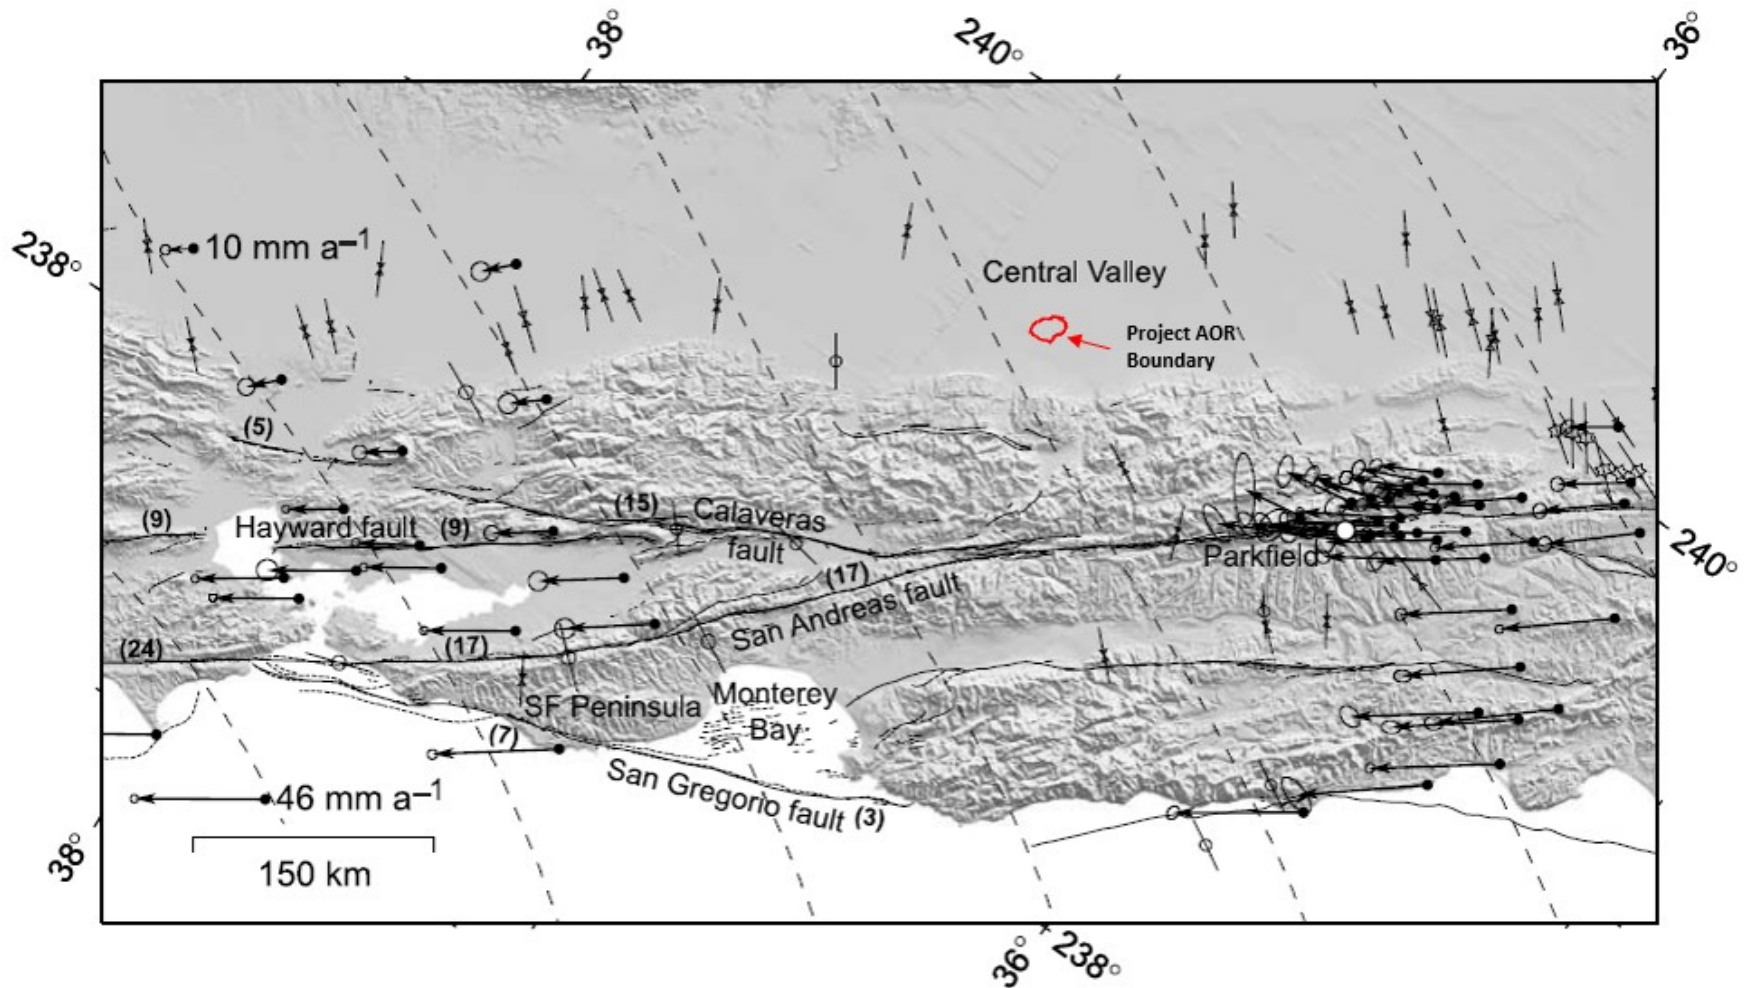 38°
240°
36°
238°
10 mm a–1
Central Valley
Project AOR
Boundary
(5)
(15)
(9)
Hayward fault
(9)
Calaveras
fault
Parkfield
240°
(17)
San Andreas fault
(24)
(17)
SF Peninsula
Monterey
Bay
(7)
San Gregorio fault (3)
46 mm a–1
38°
150 km
36°
238°